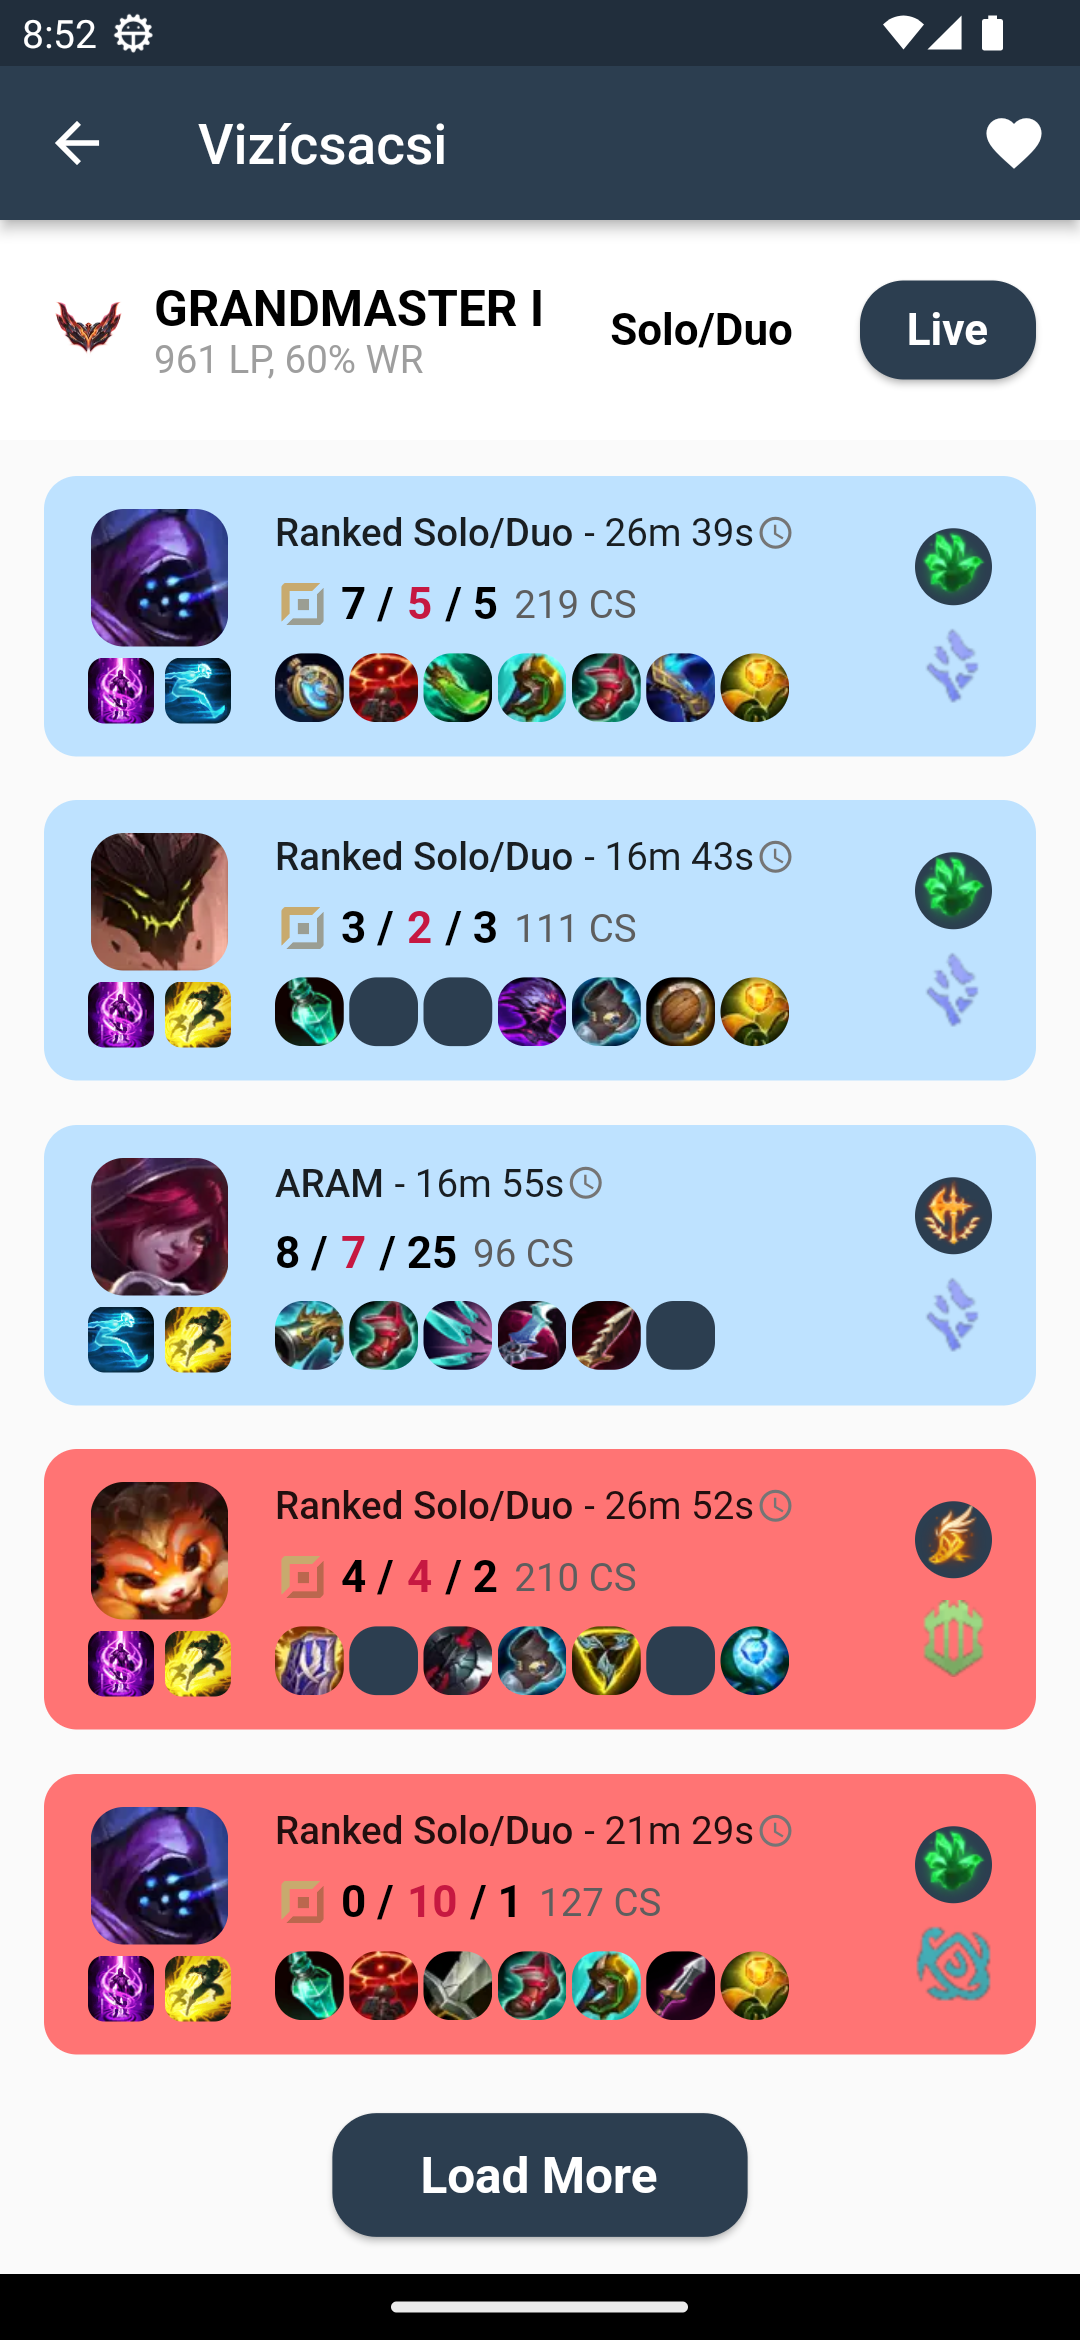 8:52
Vizícsacsi
GRANDMASTER I
961 LP, 60% WR
Solo/Duo
Live
Ranked Solo/Duo - 26m 39s
7 / 5 / 5 219 CS
Ranked Solo/Duo - 16m 43s
3 / 2 / 3 111 CS
ARAM - 16m 55s
8 / 7 / 25 96 CS
Ranked Solo/Duo - 26m 52s
4 / 4 / 2 210 CS
Ranked Solo/Duo - 21m 29s
0 / 10 / 1 127 CS
Load More